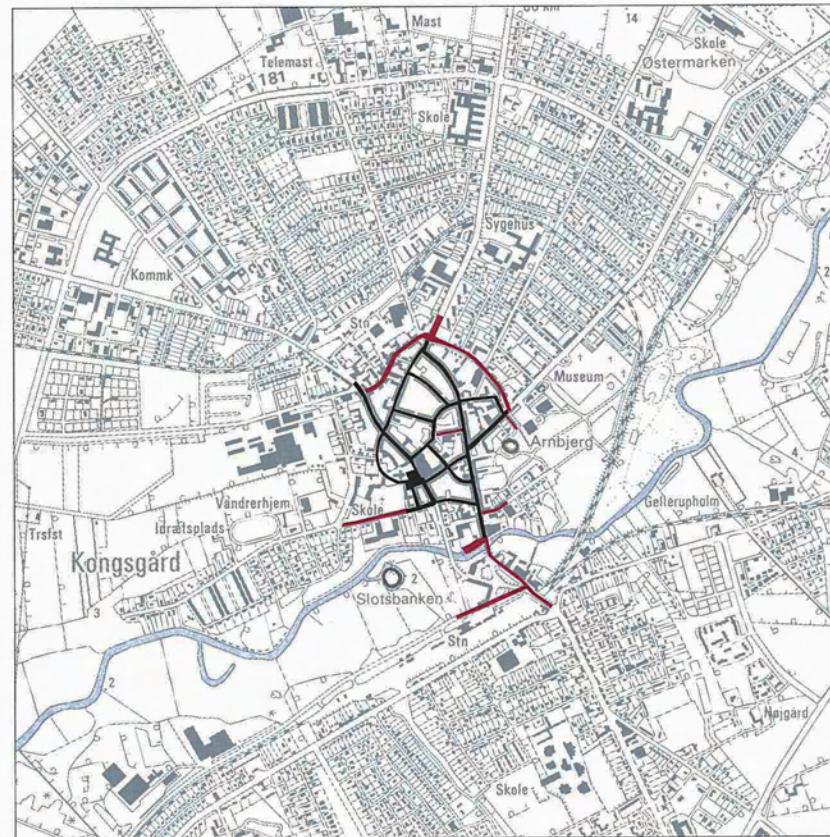 Mast
14
Skole
Østermarken
Telemast
181
Skole
Sygehus
Kommk
Museum
Arnbjerg
4
Vandrerhjem
Skole
Gellerupholm
Idrætsplads
Trsfst
Kongsgård
2
Slotsbanken
3
Stn
2
Nøjgård
Skole